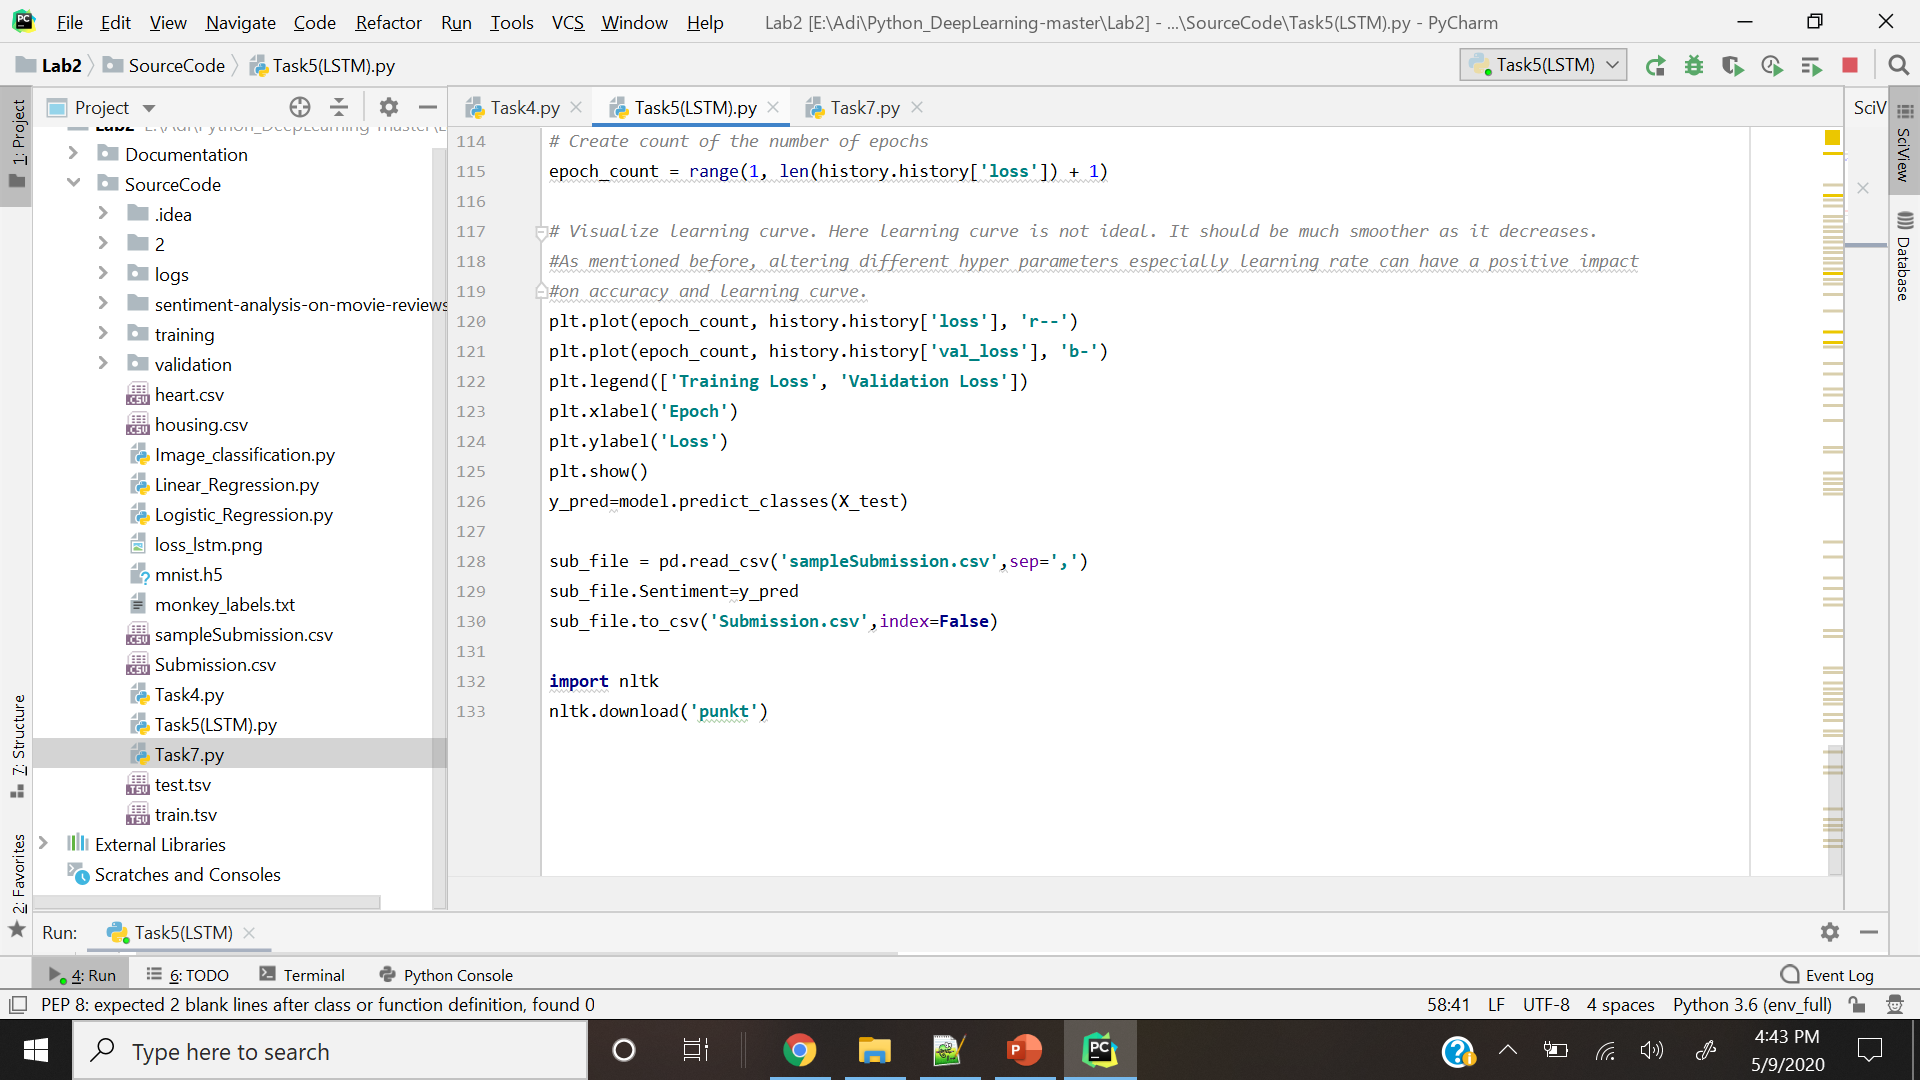 File Edit View Navigate Code Refactor Run Tools VCS Window Help Lab2 [E:\Adi\Python_DeepLearning-master\Lab2] - ...\SourceCode\Task5(LSTM).py - PyCharm
Lab2 SourceCode Task5(LSTM).py Task5(LSTM)
1: Project
Project
Task4.py Task5(LSTM).py Task7.py SciV
Lab2 E:\Adi\Python_DeepLearning-master\L
Documentation
SourceCode
.idea
2
logs
sentiment-analysis-on-movie-reviews
training
validation
heart.csv
housing.csv
Image_classification.py
Linear_Regression.py
Logistic_Regression.py
loss_lstm.png
mnist.h5
monkey_labels.txt
sampleSubmission.csv
Submission.csv
Task4.py
Task5(LSTM).py
Task7.py
test.tsv
train.tsv
External Libraries
Scratches and Consoles
7: Structure
2: Favorites
114 # Create count of the number of epochs
115 epoch_count = range(1, len(history.history['loss']) + 1)
116
117 # Visualize learning curve. Here learning curve is not ideal. It should be much smoother as it decreases.
118 #As mentioned before, altering different hyper parameters especially learning rate can have a positive impact
119 #on accuracy and learning curve.
120 plt.plot(epoch_count, history.history['loss'], 'r--')
121 plt.plot(epoch_count, history.history['val_loss'], 'b-')
122 plt.legend(['Training Loss', 'Validation Loss'])
123 plt.xlabel('Epoch')
124 plt.ylabel('Loss')
125 plt.show()
126 y_pred=model.predict_classes(X_test)
127
128 sub_file = pd.read_csv('sampleSubmission.csv',sep=',')
129 sub_file.Sentiment=y_pred
130 sub_file.to_csv('Submission.csv',index=False)
131
132 import nltk
133 nltk.download('punkt')
SciView
Database
Run: Task5(LSTM)
4: Run 6: TODO Terminal Python Console Event Log
PEP 8: expected 2 blank lines after class or function definition, found 0 58:41 LF UTF-8 4 spaces Python 3.6 (env_full)
Type here to search
4:43 PM
5/9/2020